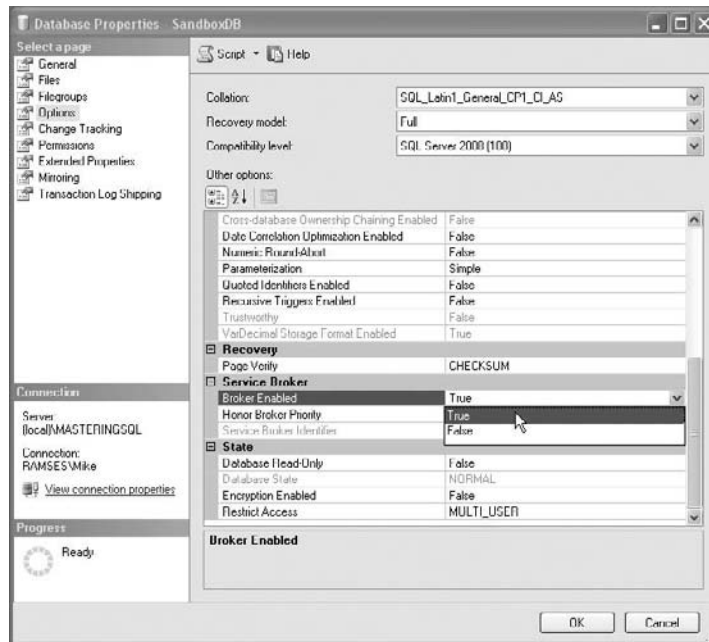 Database Properties - SandboxDB
Select a page
General
Files
Filegroups
Options
Change Tracking
Permissions
Extended Properties
Mirroring
Transaction Log Shipping
Script
Help
Collation: SQL_Latin1_General_CP1_CI_AS
Recovery model: Full
Compatibility level: SQL Server 2008 (100)
Other options:
Cross-database Ownership Chaining Enabled False
Date Correlation Optimization Enabled False
Numeric Round-Abort False
Parameterization Simple
Quoted Identifiers Enabled False
Recursive Triggers Enabled False
Trustworthy False
VarDecimal Storage Format Enabled True
Recovery
Page Verify CHECKSUM
Service Broker
Broker Enabled True
Honor Broker Priority True
Service Broker Identifier False
State
Database Read-Only False
Database State NORMAL
Encryption Enabled False
Restrict Access MULTI_USER
Broker Enabled
Connection
Server:
(local)\MASTERINGSQL
Connection:
RAMSES\Mike
View connection properties
Progress
Ready
OK Cancel